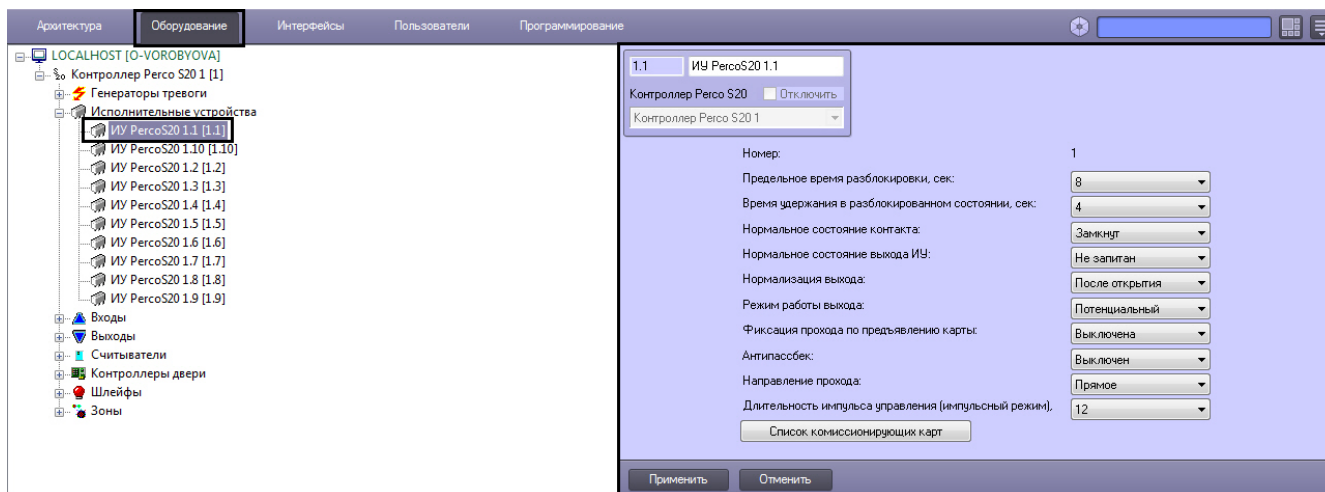 Архитектура Оборудование Интерфейсы Пользователи Программирование
LOCALHOST [O-VOROBYOVA]
Контроллер Perco S20 1 [1]
Генераторы тревоги
Исполнительные устройства
ИУ PercoS20 1.1 [1.1]
ИУ PercoS20 1.10 [1.10]
ИУ PercoS20 1.2 [1.2]
ИУ PercoS20 1.3 [1.3]
ИУ PercoS20 1.4 [1.4]
ИУ PercoS20 1.5 [1.5]
ИУ PercoS20 1.6 [1.6]
ИУ PercoS20 1.7 [1.7]
ИУ PercoS20 1.8 [1.8]
ИУ PercoS20 1.9 [1.9]
Входы
Выходы
Считыватели
Контроллеры двери
Шлейфы
Зоны
1.1 ИУ PercoS20 1.1
Контроллер Perco S20 Отключить
Контроллер Perco S20 1
Номер: 1
Предельное время разблокировки, сек: 8
Время удержания в разблокированном состоянии, сек: 4
Нормальное состояние контакта: Замкнут
Нормальное состояние выхода ИУ: Не запитан
Нормализация выхода: После открытия
Режим работы выхода: Потенциальный
Фиксация прохода по предъявлению карты: Выключена
Антипассбек: Выключен
Направление прохода: Прямое
Длительность импульса управления (импульсный режим), 12
Список комиссионирующих карт
Применить Отменить